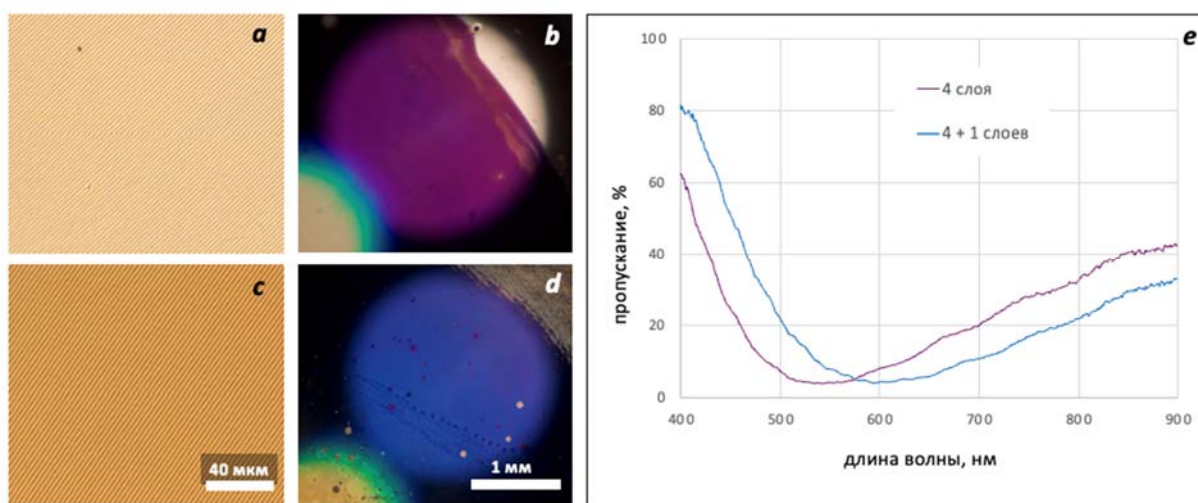 a
b
c
40 мкм
d
1 мм
e
100
80
60
40
20
0
пропускание, %
4 слоя
4 + 1 слоев
400
500
600
700
800
900
длина волны, нм